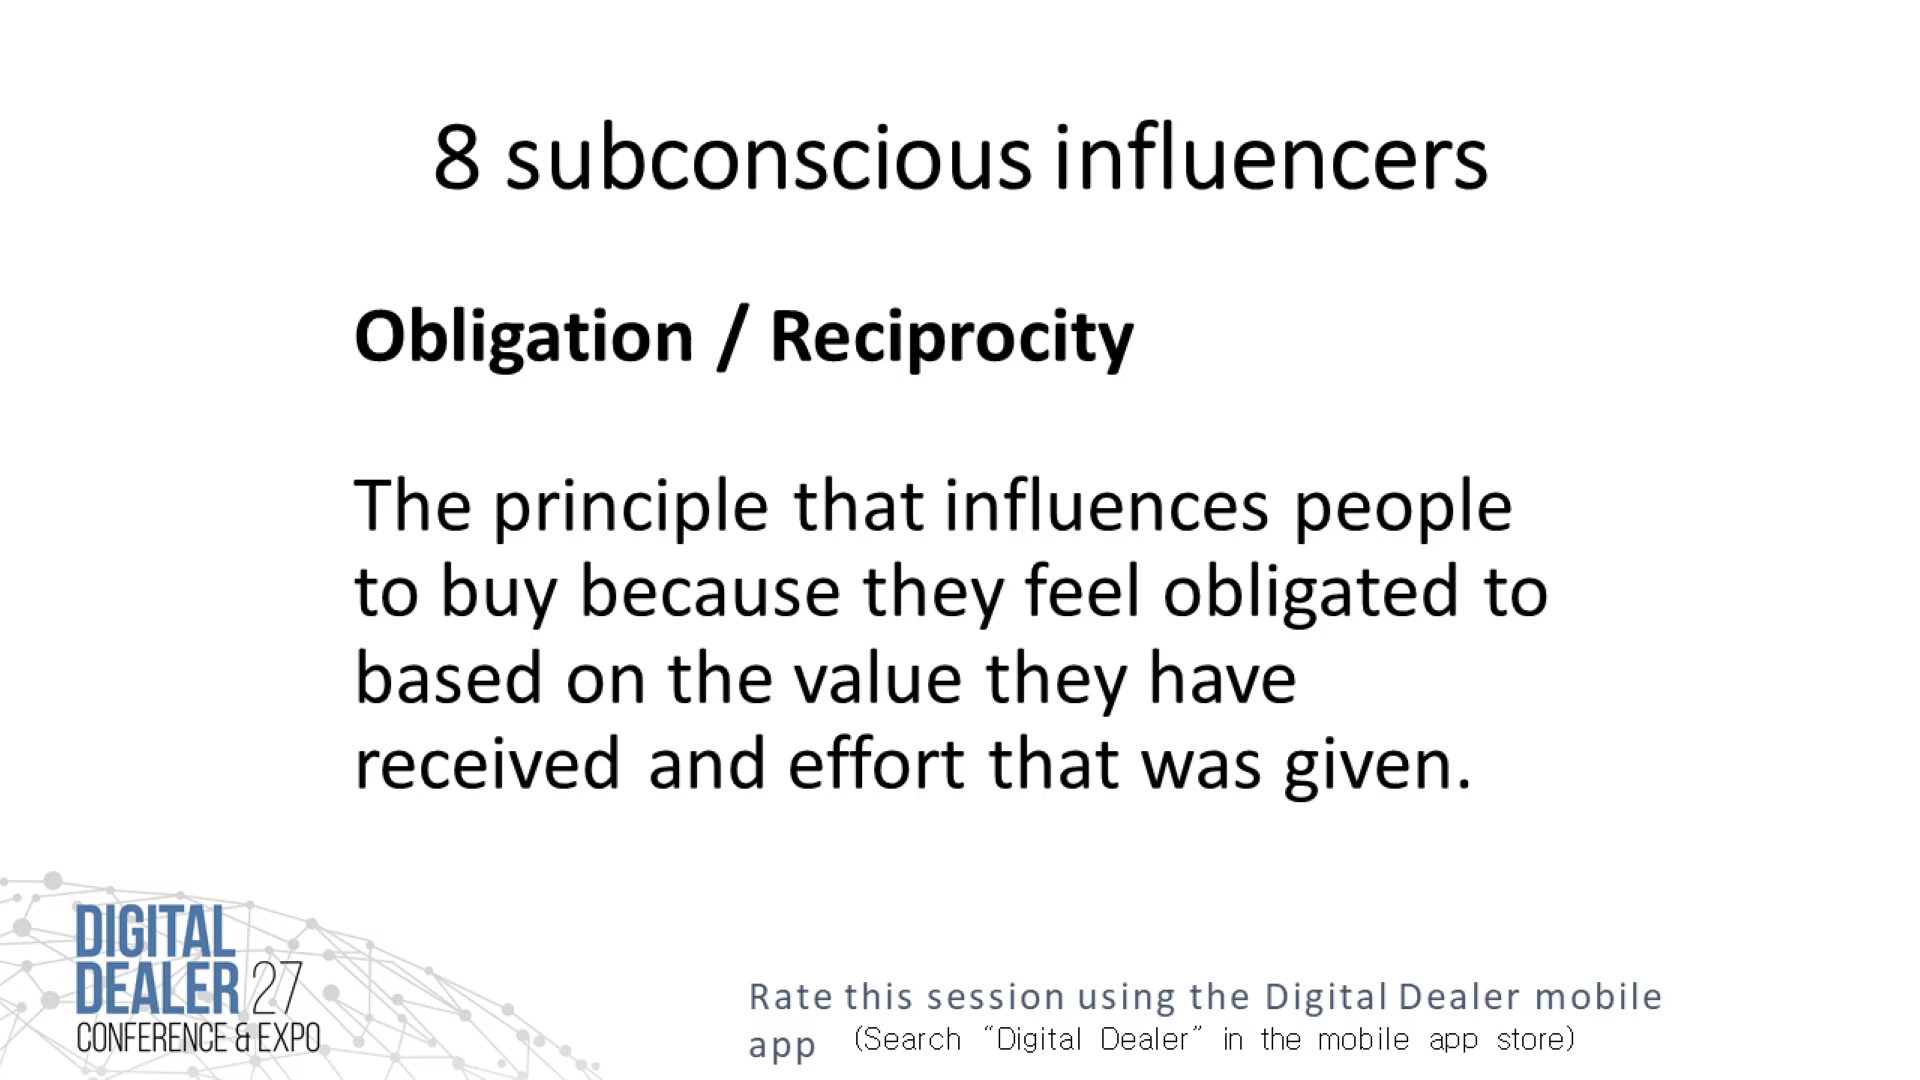 8 subconscious influencers
Obligation / Reciprocity
The principle that influences people
to buy because they feel obligated to
based on the value they have
received and effort that was given.
DIGITAL
DEALER 27
CONFERENCE & EXPO
Rate this session using the Digital Dealer mobile
app (Search “Digital Dealer” in the mobile app store)